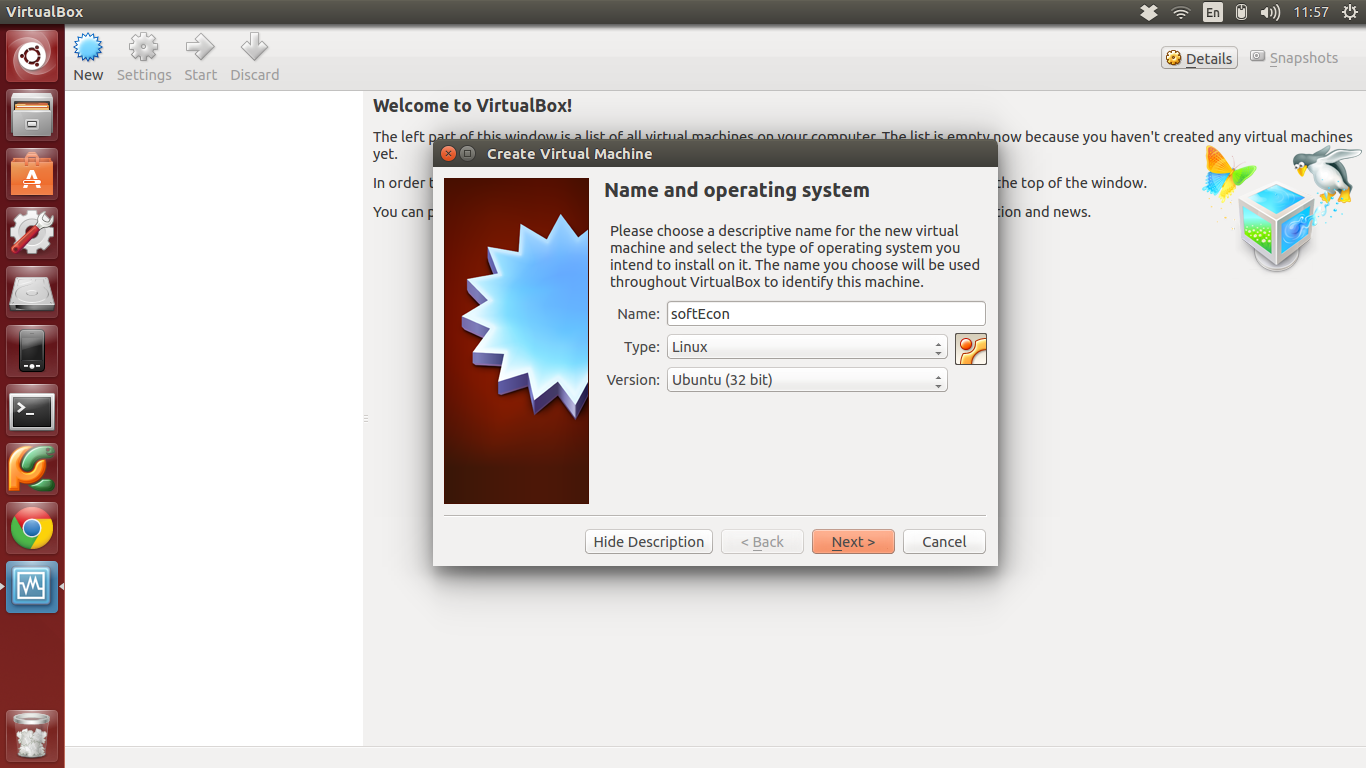 VirtualBox
En
11:57
New
Settings
Start
Discard
Details
Snapshots
Welcome to VirtualBox!
The left part of this window is a list of all virtual machines on your computer. The list is empty now because you haven't created any virtual machines
yet.
In order t
the top of the window.
You can p
tion and news.
Create Virtual Machine
Name and operating system
Please choose a descriptive name for the new virtual
machine and select the type of operating system you
intend to install on it. The name you choose will be used
throughout VirtualBox to identify this machine.
Name: softEcon
Type: Linux
Version: Ubuntu (32 bit)
Hide Description
< Back
Next >
Cancel